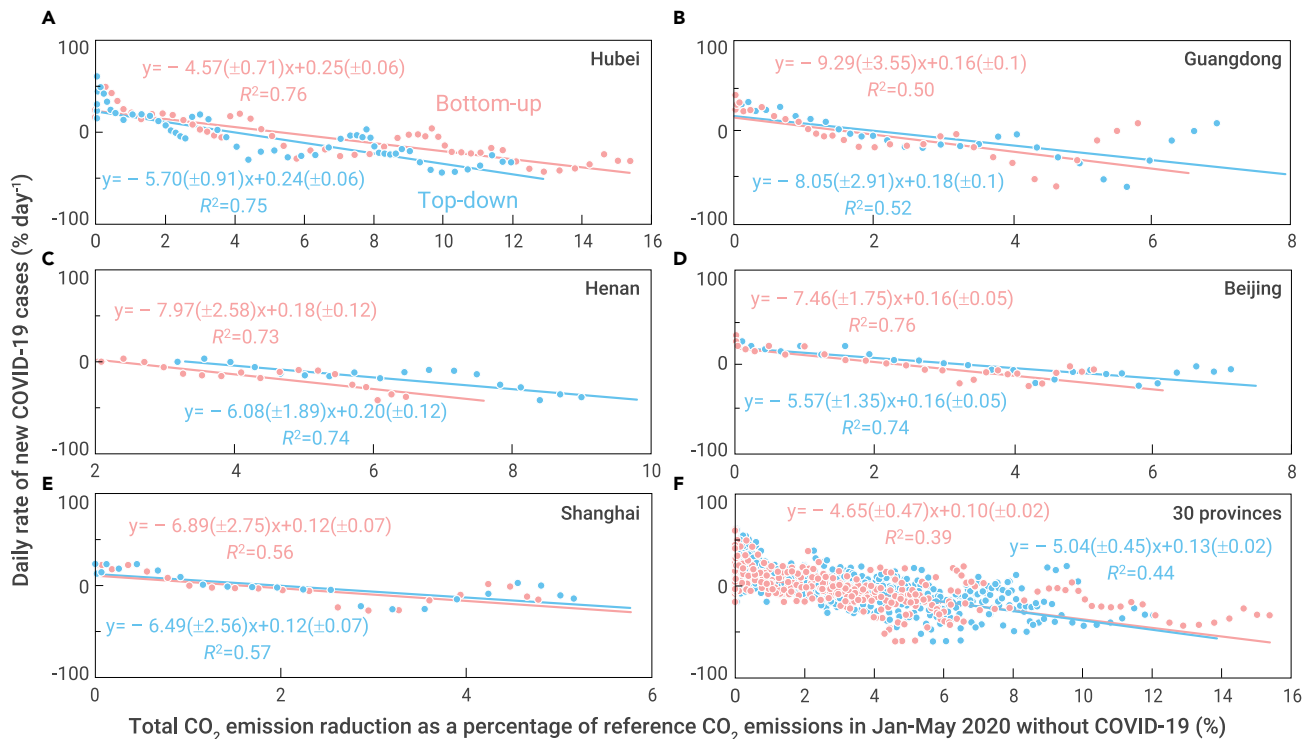 Daily rate of new COVID-19 cases (% day⁻¹)
A
100
0
-100
Hubei
y= − 4.57(±0.71)x+0.25(±0.06)
R²=0.76
Bottom-up
y= − 5.70(±0.91)x+0.24(±0.06)
R²=0.75
Top-down
0 2 4 6 8 10 12 14 16
B
100
0
-100
Guangdong
y= − 9.29(±3.55)x+0.16(±0.1)
R²=0.50
y= − 8.05(±2.91)x+0.18(±0.1)
R²=0.52
0 2 4 6 8
C
100
0
-100
Henan
y= − 7.97(±2.58)x+0.18(±0.12)
R²=0.73
y= − 6.08(±1.89)x+0.20(±0.12)
R²=0.74
2 4 6 8 10
D
100
0
-100
Beijing
y= − 7.46(±1.75)x+0.16(±0.05)
R²=0.76
y= − 5.57(±1.35)x+0.16(±0.05)
R²=0.74
0 2 4 6 8
E
100
0
-100
Shanghai
y= − 6.89(±2.75)x+0.12(±0.07)
R²=0.56
y= − 6.49(±2.56)x+0.12(±0.07)
R²=0.57
0 2 4 6
F
100
0
-100
30 provinces
y= − 4.65(±0.47)x+0.10(±0.02)
R²=0.39
y= − 5.04(±0.45)x+0.13(±0.02)
R²=0.44
0 2 4 6 8 10 12 14 16
Total CO₂ emission raduction as a percentage of reference CO₂ emissions in Jan-May 2020 without COVID-19 (%)